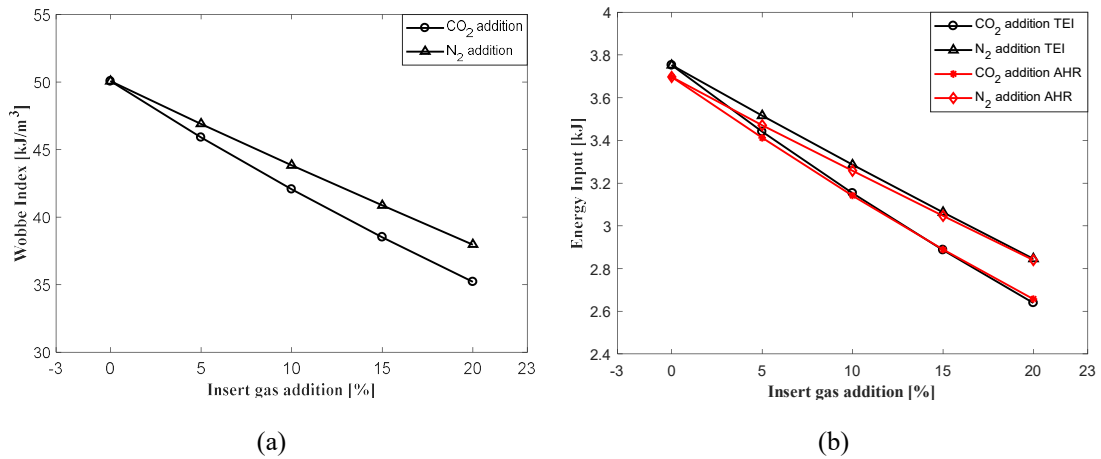 55
50
45
40
35
30
Wobbe Index [kJ/m³]
-3 0 5 10 15 20 23
Insert gas addition [%]
CO₂ addition
N₂ addition
(a)
4
3.8
3.6
3.4
3.2
3
2.8
2.6
2.4
Energy Input [kJ]
-3 0 5 10 15 20 23
Insert gas addition [%]
CO₂ addition TEI
N₂ addition TEI
CO₂ addition AHR
N₂ addition AHR
(b)